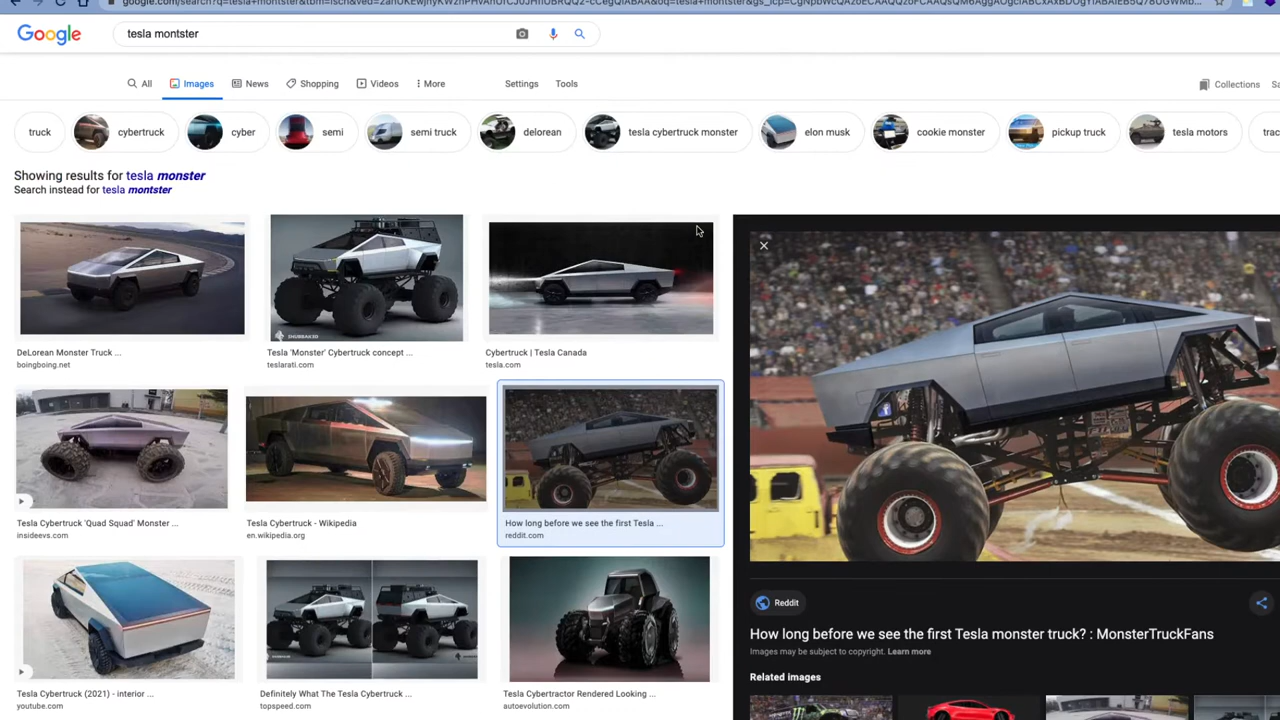 Google
tesla montster
All Images News Shopping Videos More Settings Tools Collections
truck cybertruck cyber semi semi truck delorean tesla cybertruck monster elon musk cookie monster pickup truck tesla motors
Showing results for tesla monster
Search instead for tesla montster
DeLorean Monster Truck ...
boingboing.net
Tesla 'Monster' Cybertruck concept ...
teslarati.com
Cybertruck | Tesla Canada
tesla.com
Tesla Cybertruck 'Quad Squad' Monster ...
insideevs.com
Tesla Cybertruck - Wikipedia
en.wikipedia.org
How long before we see the first Tesla ...
reddit.com
Tesla Cybertruck (2021) - interior ...
youtube.com
Definitely What The Tesla Cybertruck ...
topspeed.com
Tesla Cybertractor Rendered Looking ...
autoevolution.com
Reddit
How long before we see the first Tesla monster truck? : MonsterTruckFans
Images may be subject to copyright. Learn more
Related images